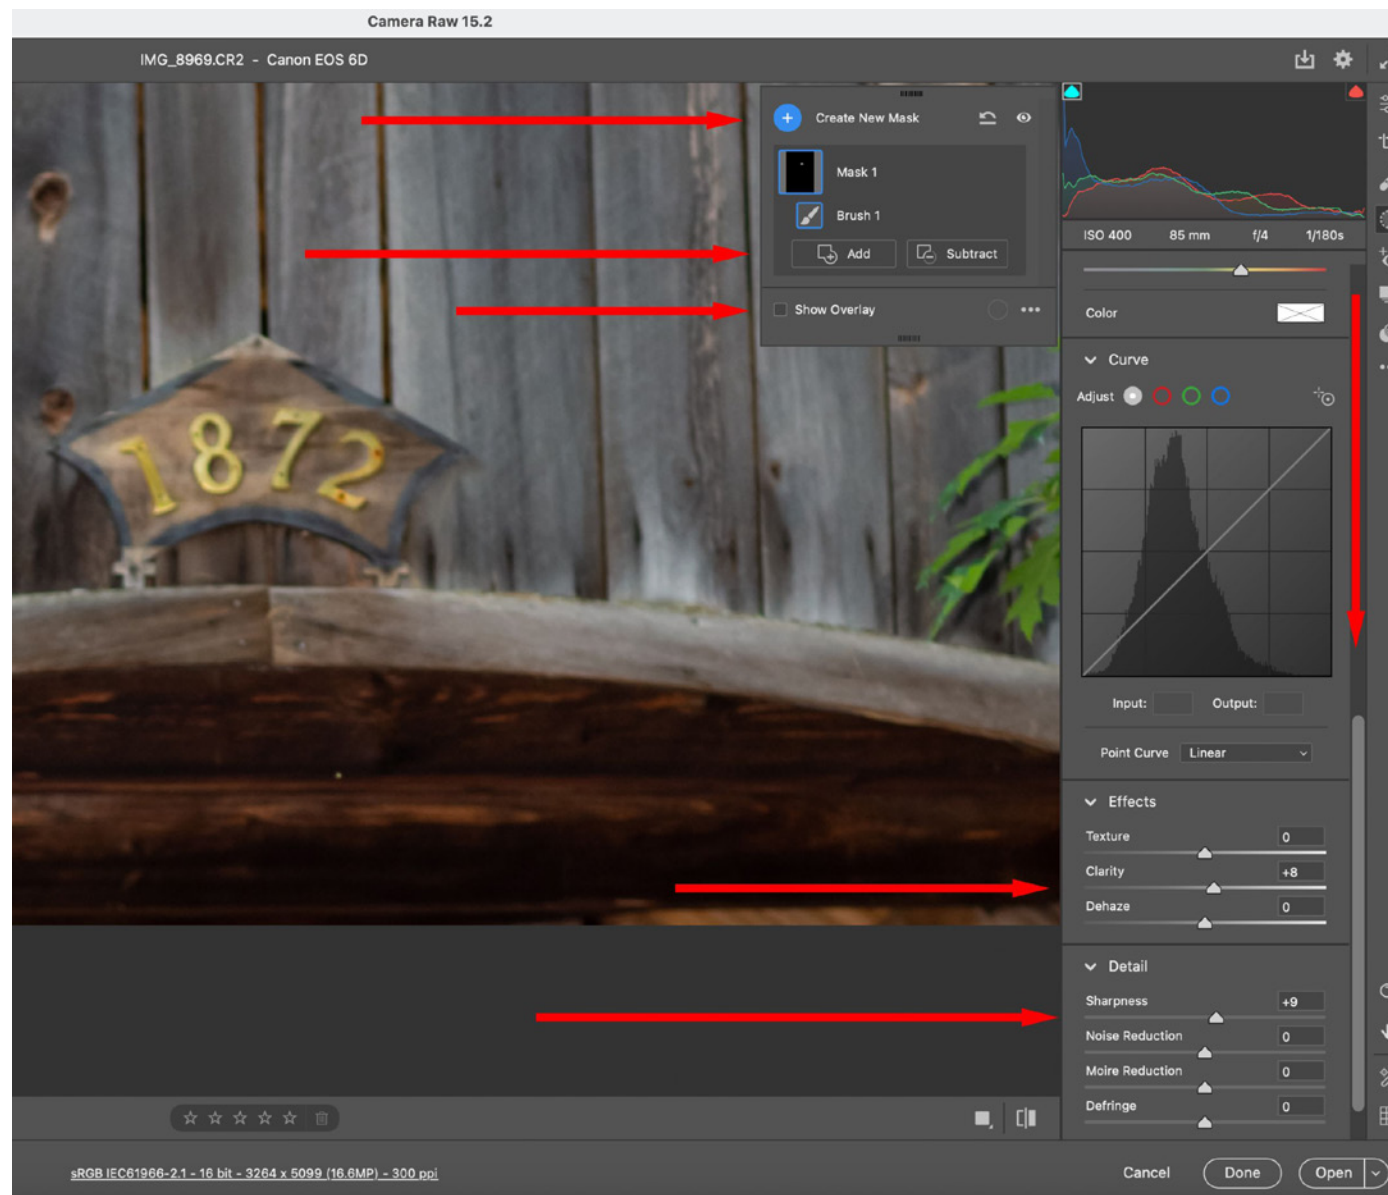 Camera Raw 15.2
IMG_8969.CR2 - Canon EOS 6D
Create New Mask
Mask 1
Brush 1
Add Subtract
Show Overlay
1872
ISO 400 85 mm f/4 1/180s
Color
Curve
Adjust
Input: Output:
Point Curve Linear
Effects
Texture 0
Clarity +8
Dehaze 0
Detail
Sharpness +9
Noise Reduction 0
Moire Reduction 0
Defringe 0
sRGB IEC61966-2.1 - 16 bit - 3264 x 5099 (16.6MP) - 300 ppi
Cancel Done Open